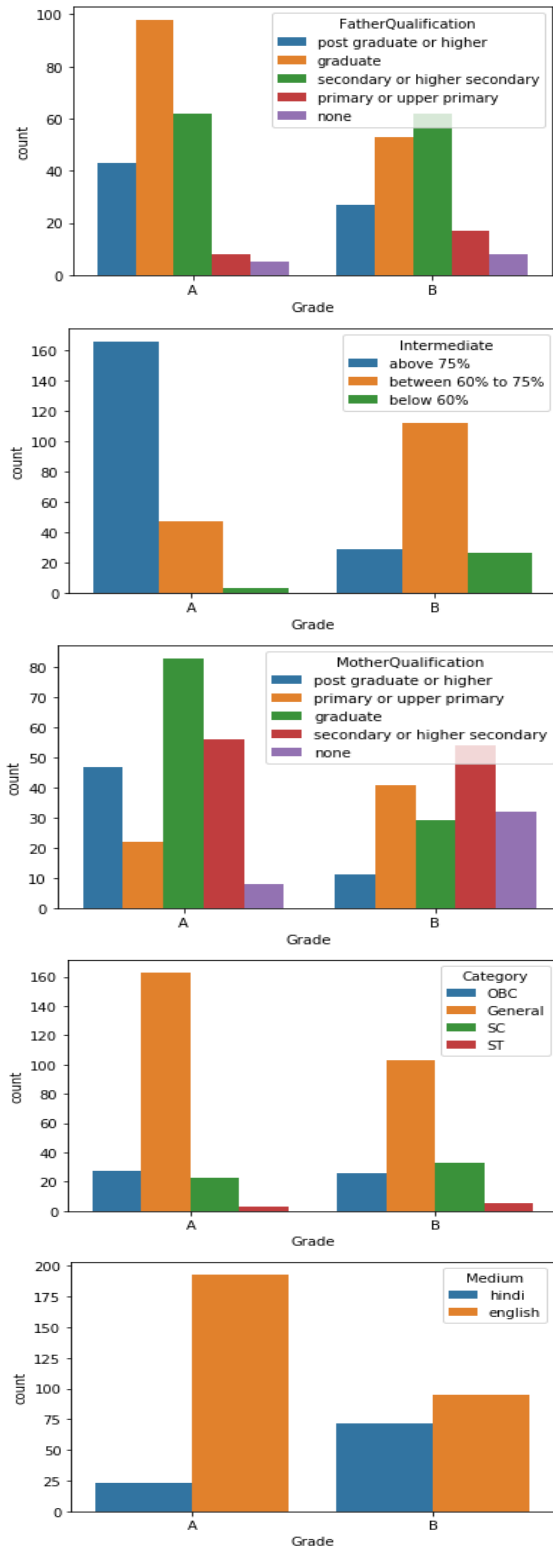 FatherQualification
post graduate or higher
graduate
secondary or higher secondary
primary or upper primary
none
100
80
60
40
20
0
count
A
B
Grade
Intermediate
above 75%
between 60% to 75%
below 60%
160
140
120
100
80
60
40
20
0
count
A
B
Grade
MotherQualification
post graduate or higher
primary or upper primary
graduate
secondary or higher secondary
none
80
70
60
50
40
30
20
10
0
count
A
B
Grade
Category
OBC
General
SC
ST
160
140
120
100
80
60
40
20
0
count
A
B
Grade
Medium
hindi
english
200
175
150
125
100
75
50
25
0
count
A
B
Grade